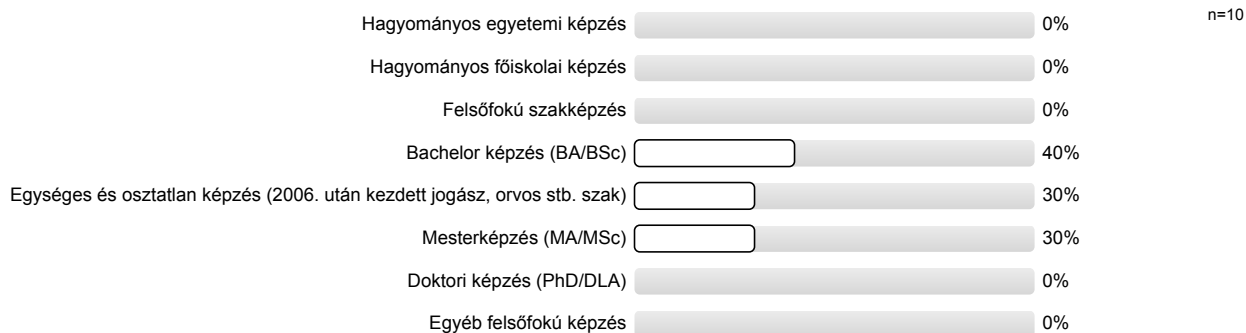 n=10
Hagyományos egyetemi képzés 0%
Hagyományos főiskolai képzés 0%
Felsőfokú szakképzés 0%
Bachelor képzés (BA/BSc) 40%
Egységes és osztatlan képzés (2006. után kezdett jogász, orvos stb. szak) 30%
Mesterképzés (MA/MSc) 30%
Doktori képzés (PhD/DLA) 0%
Egyéb felsőfokú képzés 0%